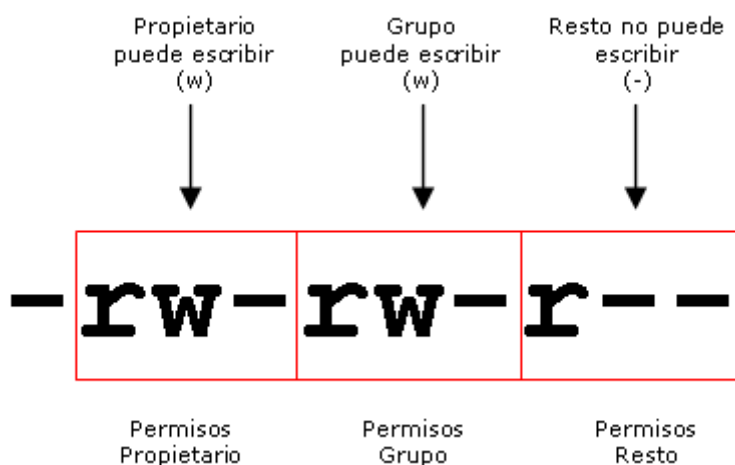 Propietario
puede escribir
(w)
Grupo
puede escribir
(w)
Resto no puede
escribir
(-)
-rw-rw-r--
Permisos
Propietario
Permisos
Grupo
Permisos
Resto